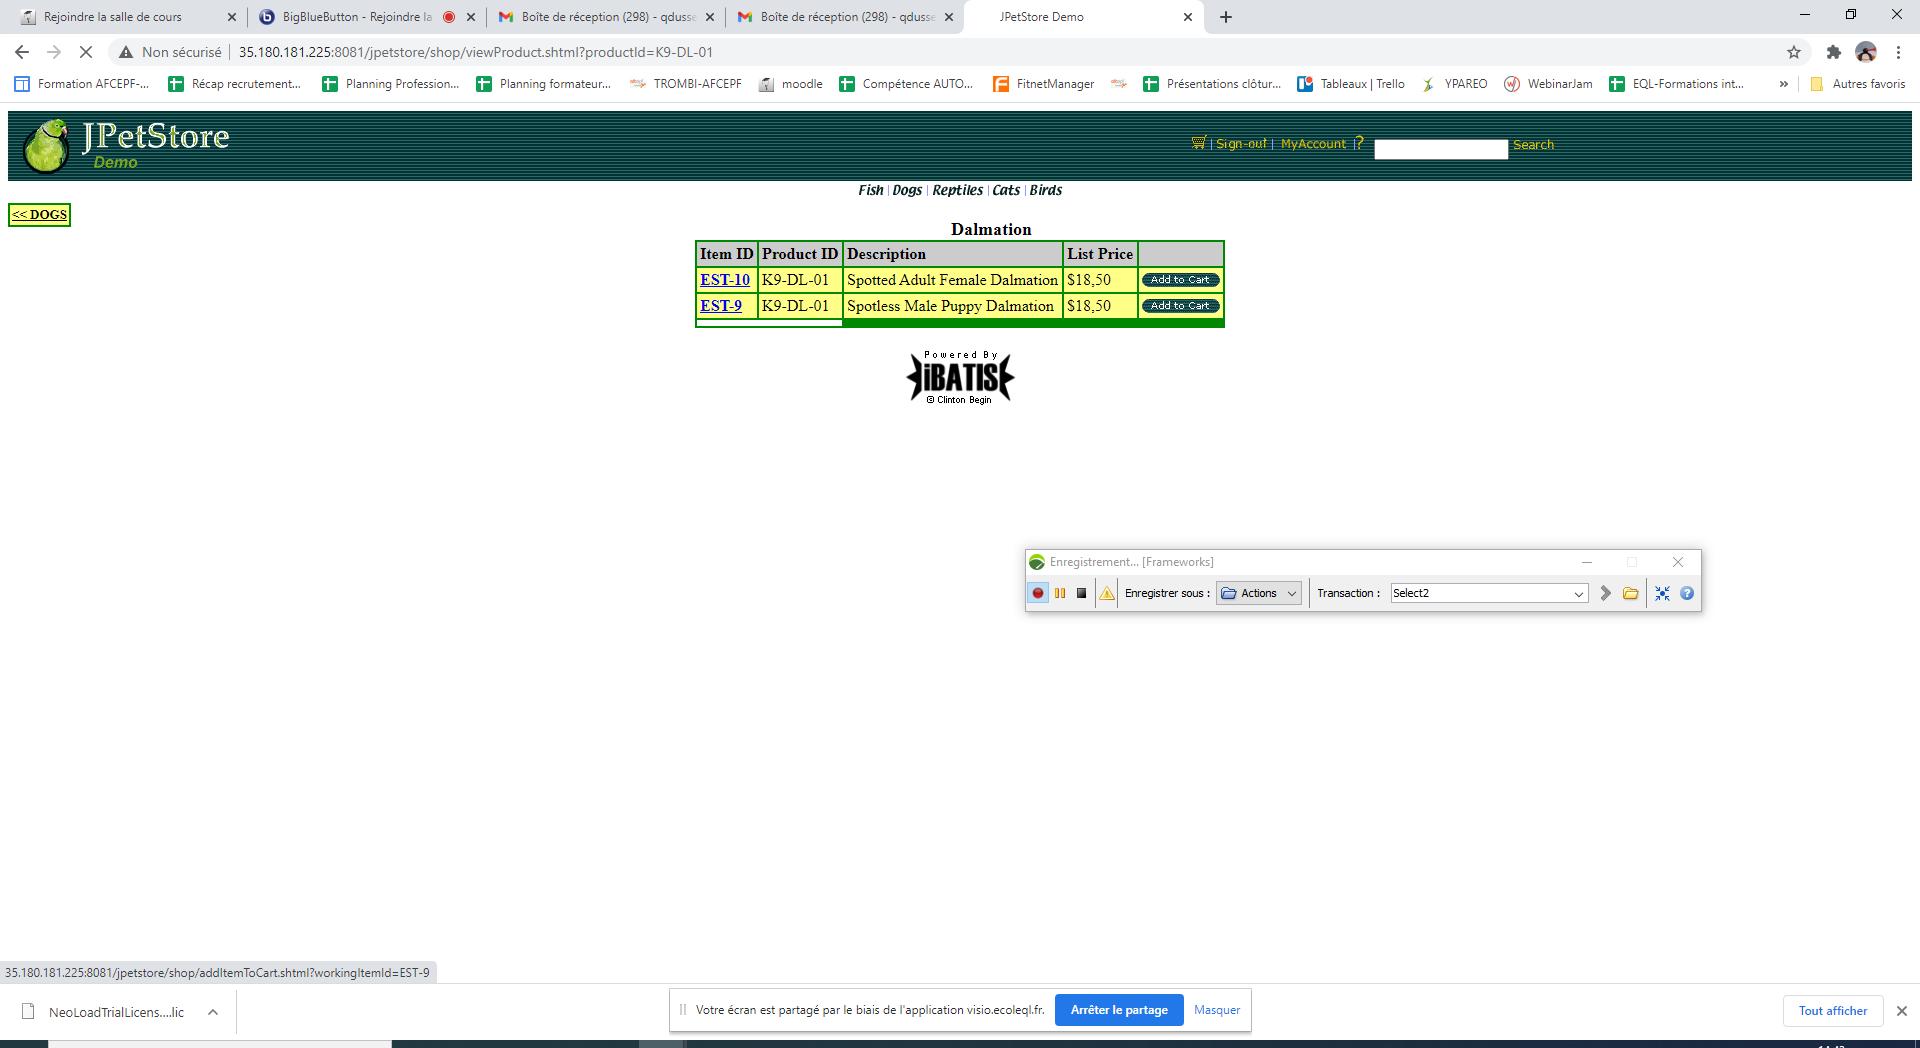 Rejoindre la salle de cours
BigBlueButton - Rejoindre la
Boîte de réception (298) - qdusse
Boîte de réception (298) - qdusse
JPetStore Demo
Non sécurisé
35.180.181.225:8081/jpetstore/shop/viewProduct.shtml?productId=K9-DL-01
Formation AFCEPF-...
Récap recrutement...
Planning Profession...
Planning formateur...
TROMBI-AFCEPF
moodle
Compétence AUTO...
FitnetManager
Présentations clôtur...
Tableaux | Trello
YPAREO
WebinarJam
EQL-Formations int...
»
Autres favoris
JPetStore
Demo
| Sign-out | MyAccount | ?
Search
Fish | Dogs | Reptiles | Cats | Birds
<< DOGS
Dalmation
Item ID Product ID Description List Price
EST-10 K9-DL-01 Spotted Adult Female Dalmation $18,50 Add to Cart
EST-9 K9-DL-01 Spotless Male Puppy Dalmation $18,50 Add to Cart
Powered By
iBATIS
© Clinton Begin
Enregistrement... [Frameworks]
Enregistrer sous : Actions Transaction : Select2
35.180.181.225:8081/jpetstore/shop/addItemToCart.shtml?workingItemId=EST-9
NeoLoadTrialLicens....lic
Votre écran est partagé par le biais de l'application visio.ecoleql.fr.
Arrêter le partage
Masquer
Tout afficher